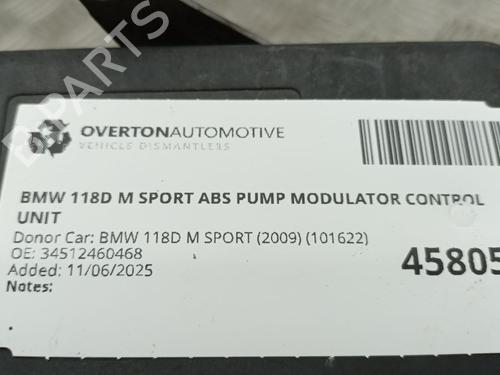 OVERTONAUTOMOTIVE
VEHICLE DISMANTLERS
BMW 118D M SPORT ABS PUMP MODULATOR CONTROL
UNIT
Donor Car: BMW 118D M SPORT (2009) (101622)
OE: 34512460468
45805
Added: 11/06/2025
Notes:
B-PARTS